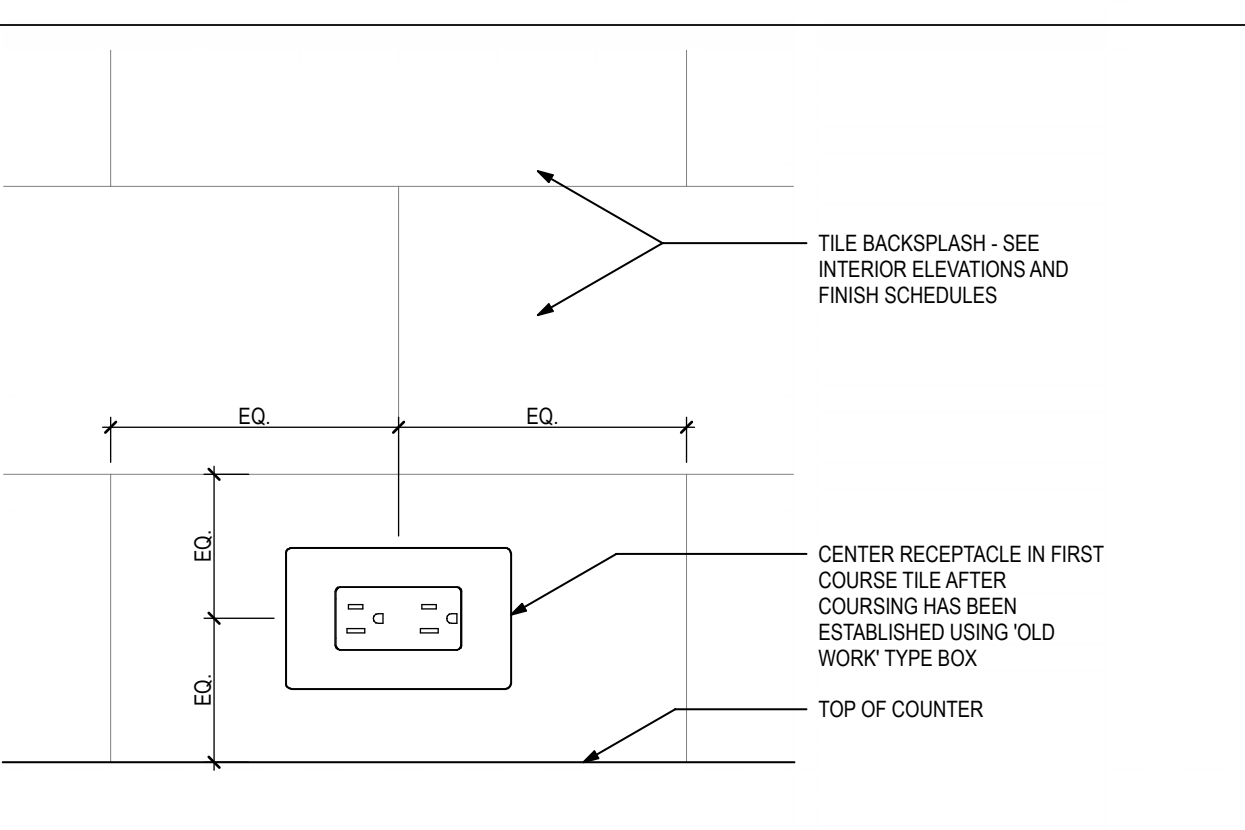 TILE BACKSPLASH - SEE
INTERIOR ELEVATIONS AND
FINISH SCHEDULES
EQ.
EQ.
EQ.
EQ.
CENTER RECEPTACLE IN FIRST
COURSE TILE AFTER
COURSING HAS BEEN
ESTABLISHED USING 'OLD
WORK' TYPE BOX
TOP OF COUNTER